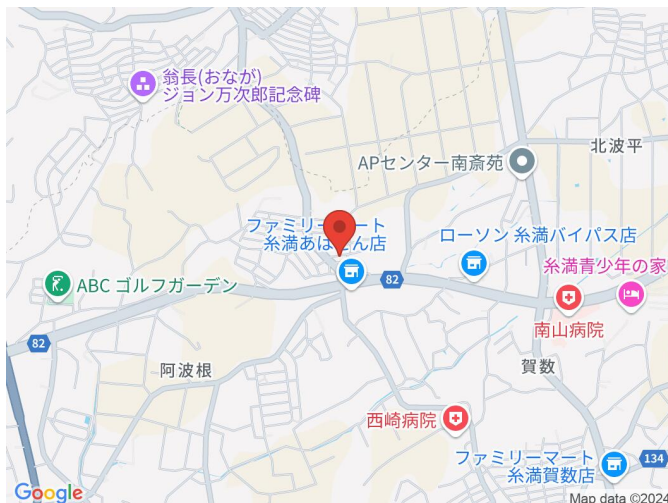 翁長(おなが)
ジョン万次郎記念碑
北波平
APセンター南斎苑
ファミリーマート
糸満あはごん店
ローソン 糸満バイパス店
糸満青少年の家
82
ABC ゴルフガーデン
南山病院
82
阿波根
賀数
西崎病院
ファミリーマート
糸満賀数店
134
Google
Map data ©2024